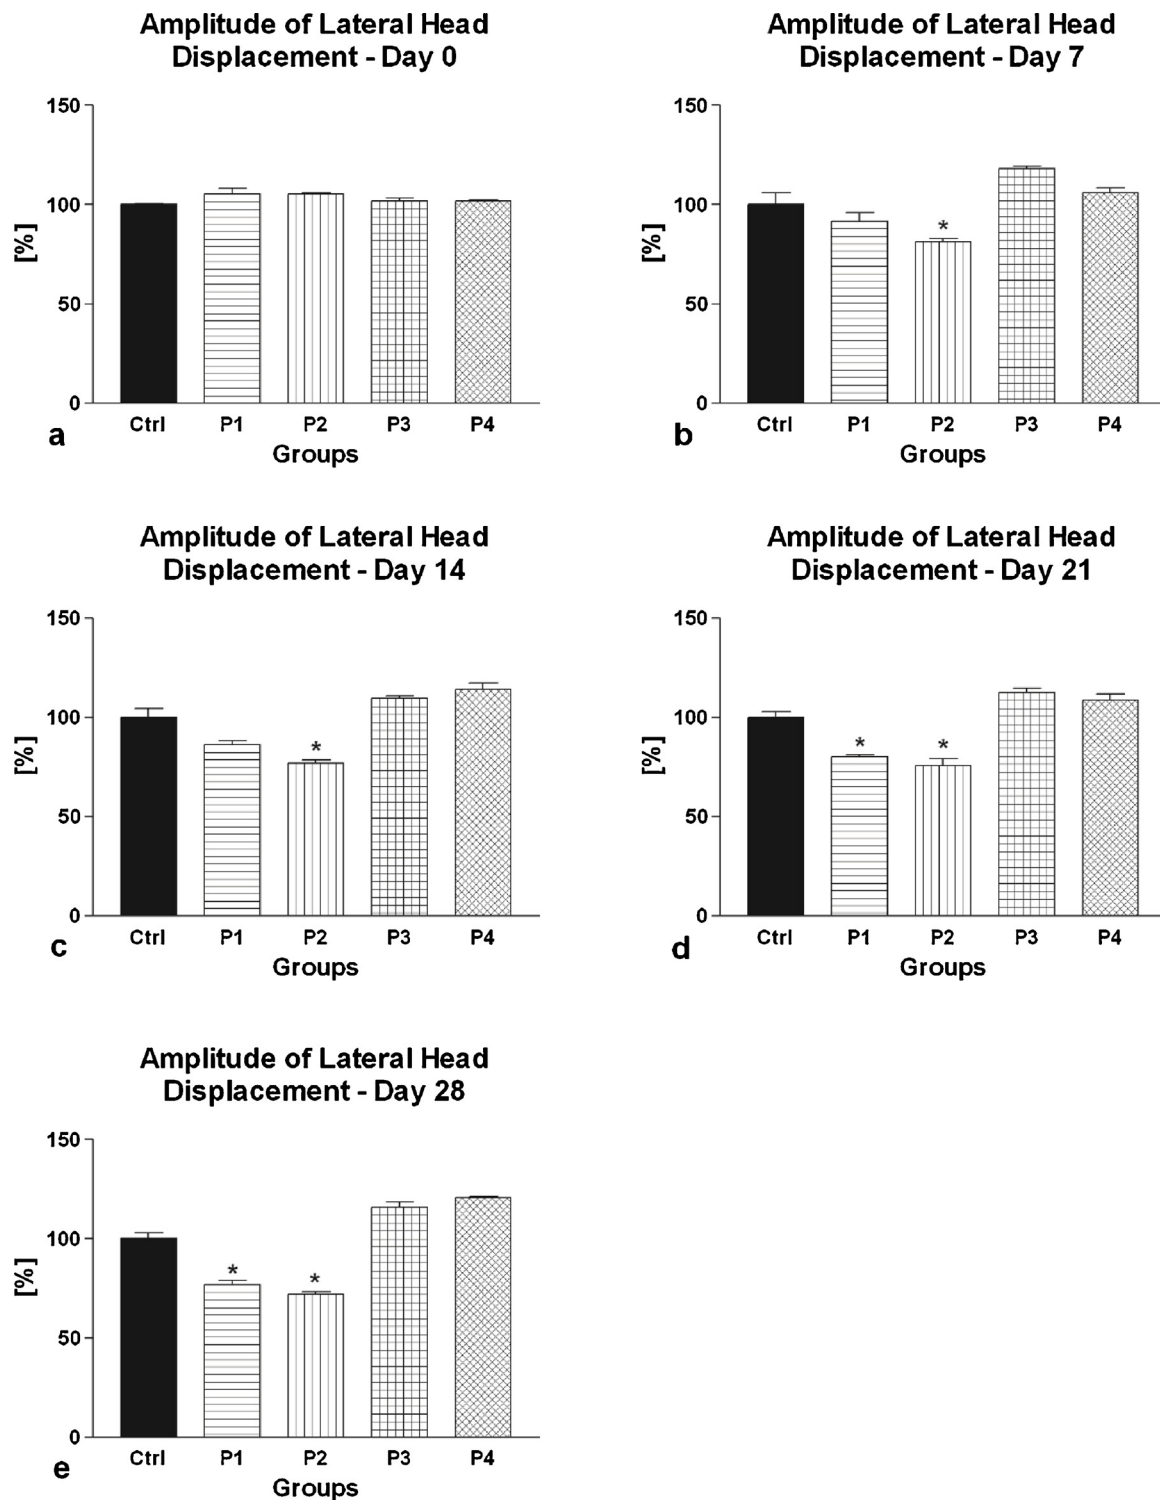 Amplitude of Lateral Head
Displacement - Day 0
150
100
50
0
[%]
Ctrl P1 P2 P3 P4
Groups
a
Amplitude of Lateral Head
Displacement - Day 7
150
100
50
0
[%]
*
Ctrl P1 P2 P3 P4
Groups
b
Amplitude of Lateral Head
Displacement - Day 14
150
100
50
0
[%]
*
Ctrl P1 P2 P3 P4
Groups
c
Amplitude of Lateral Head
Displacement - Day 21
150
100
50
0
[%]
* *
Ctrl P1 P2 P3 P4
Groups
d
Amplitude of Lateral Head
Displacement - Day 28
150
100
50
0
[%]
* *
Ctrl P1 P2 P3 P4
Groups
e